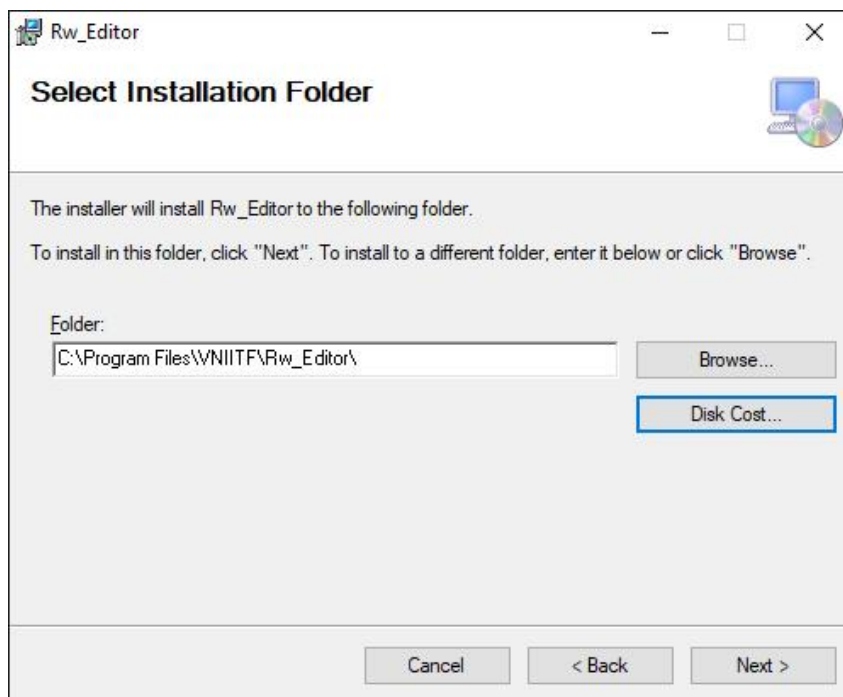 Rw_Editor
Select Installation Folder
The installer will install Rw_Editor to the following folder.
To install in this folder, click "Next". To install to a different folder, enter it below or click "Browse".
Folder:
C:\Program Files\VNIITF\Rw_Editor\
Browse...
Disk Cost...
Cancel
< Back
Next >